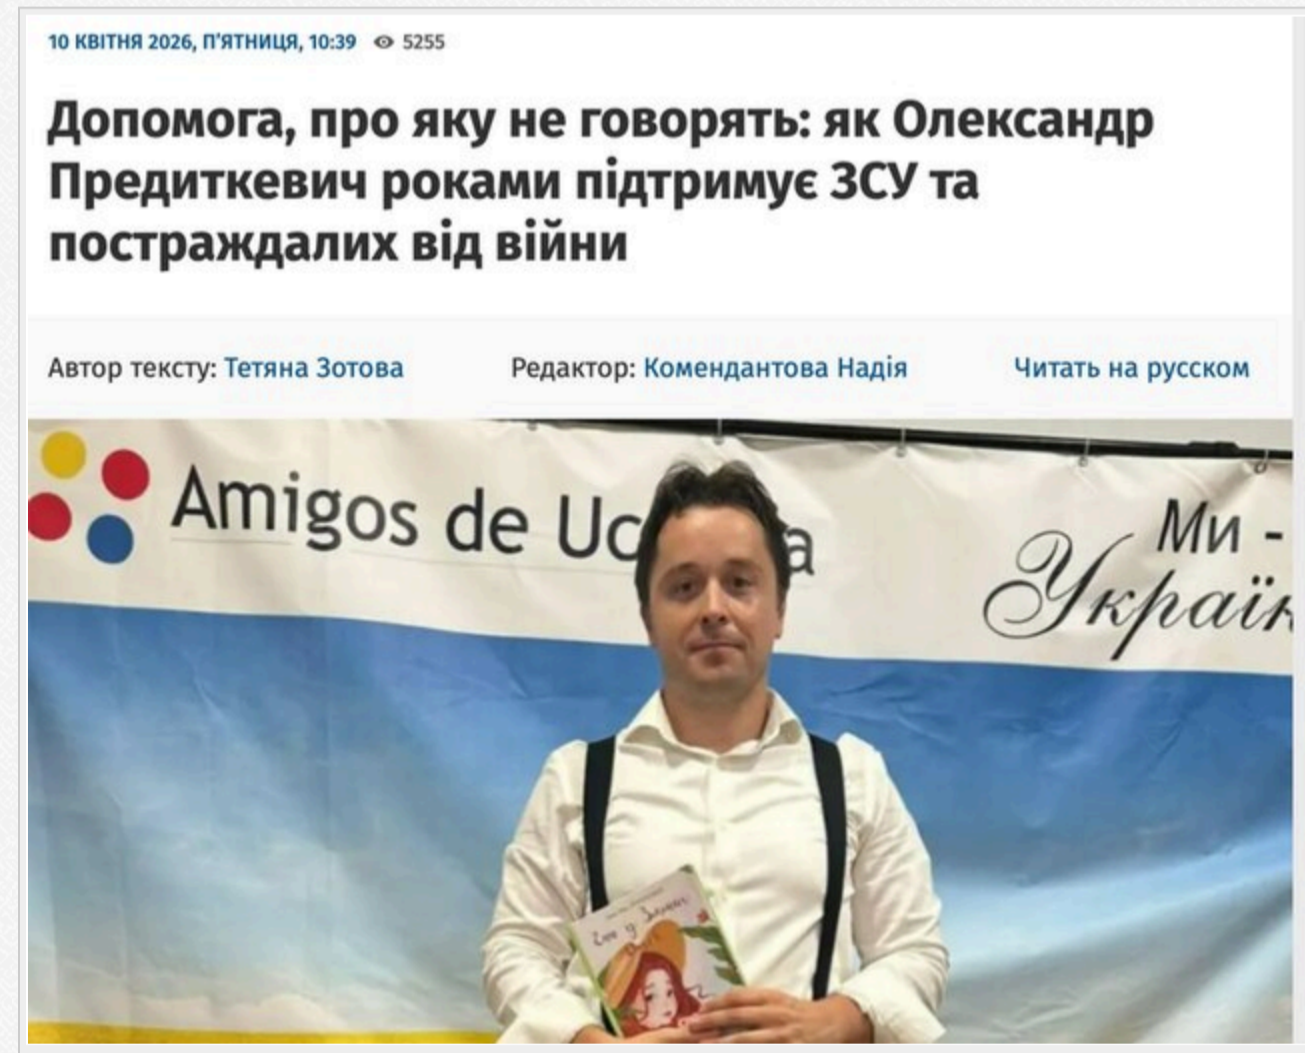 10 КВІТНЯ 2026, П'ЯТНИЦЯ, 10:39 5255
Допомога, про яку не говорять: як Олександр
Предиткевич роками підтримує ЗСУ та
постраждалих від війни
Автор тексту: Тетяна Зотова Редактор: Комендантова Надія Читать на русском
Amigos de Uc a
Ми -
Україн